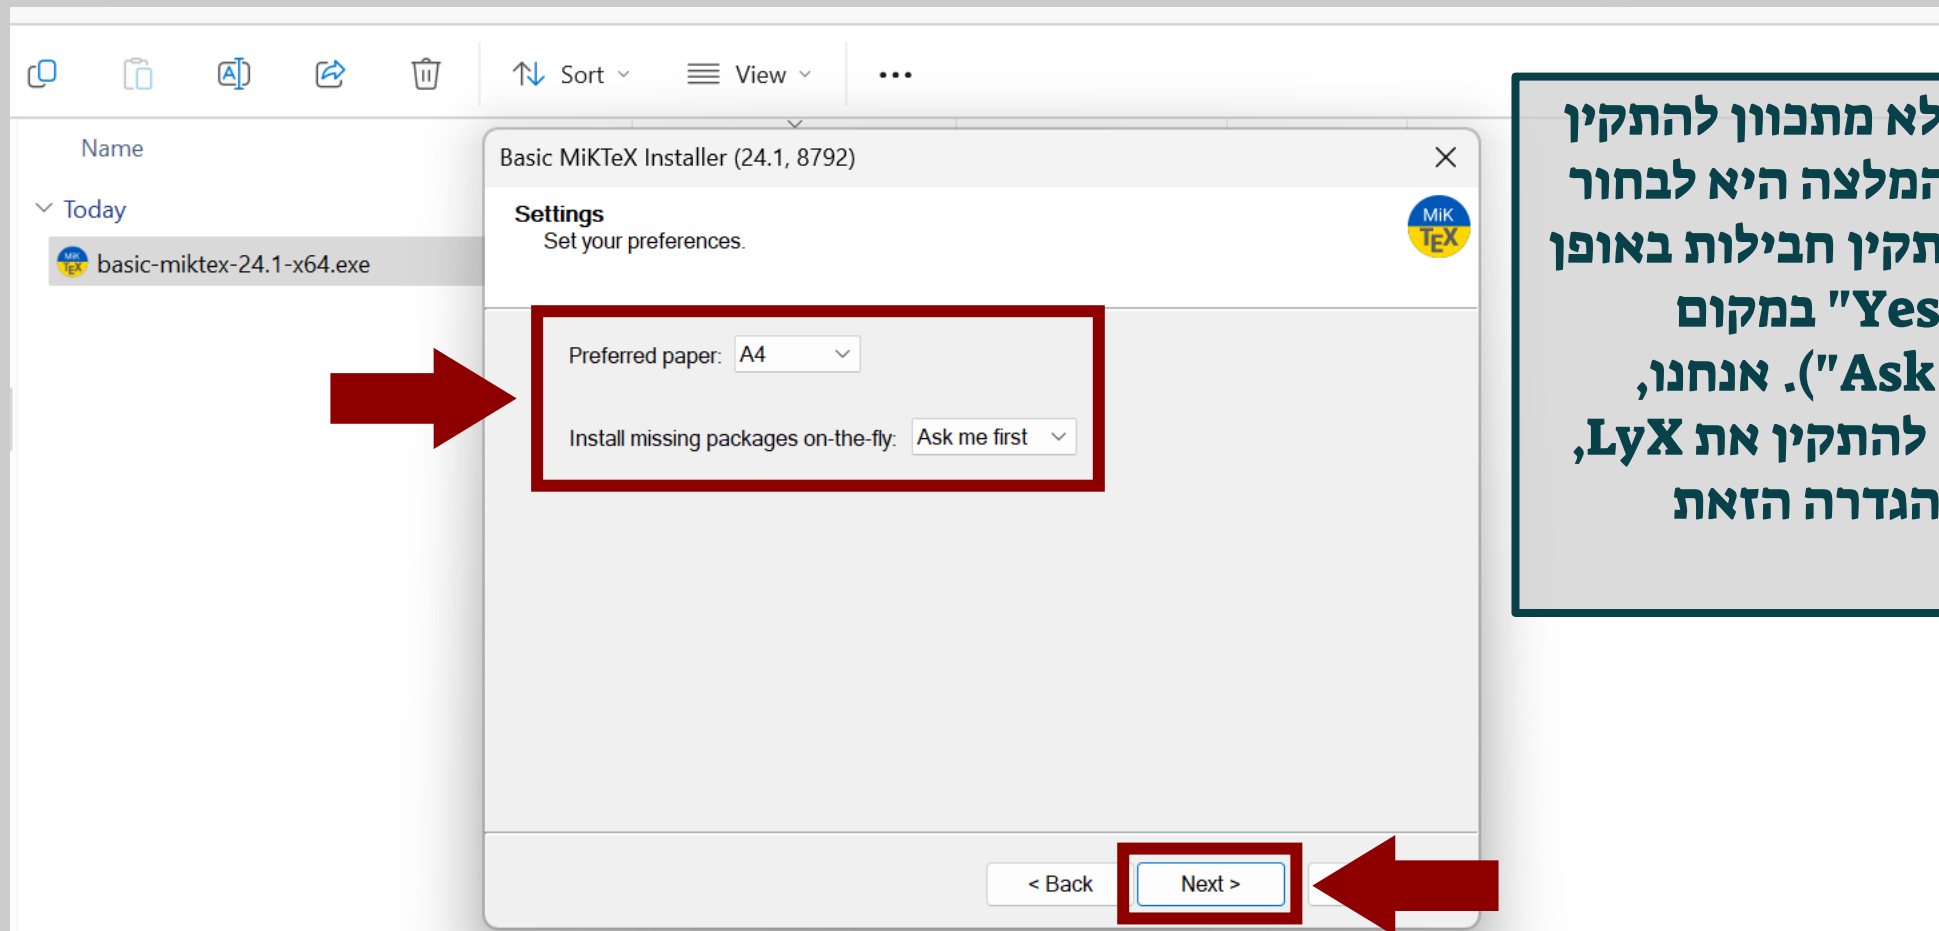 Sort
View
Name
Today
basic-miktex-24.1-x64.exe
Basic MiKTeX Installer (24.1, 8792)
Settings
Set your preferences.
MiK
TEX
Preferred paper: A4
Install missing packages on-the-fly: Ask me first
< Back
Next >
לא מתכוון להתקין
המלצה היא לבחור
תקין חבילות באופן
Yes" במקום
Ask"). אנחנו,
להתקין את LyX,
הגדרה הזאת